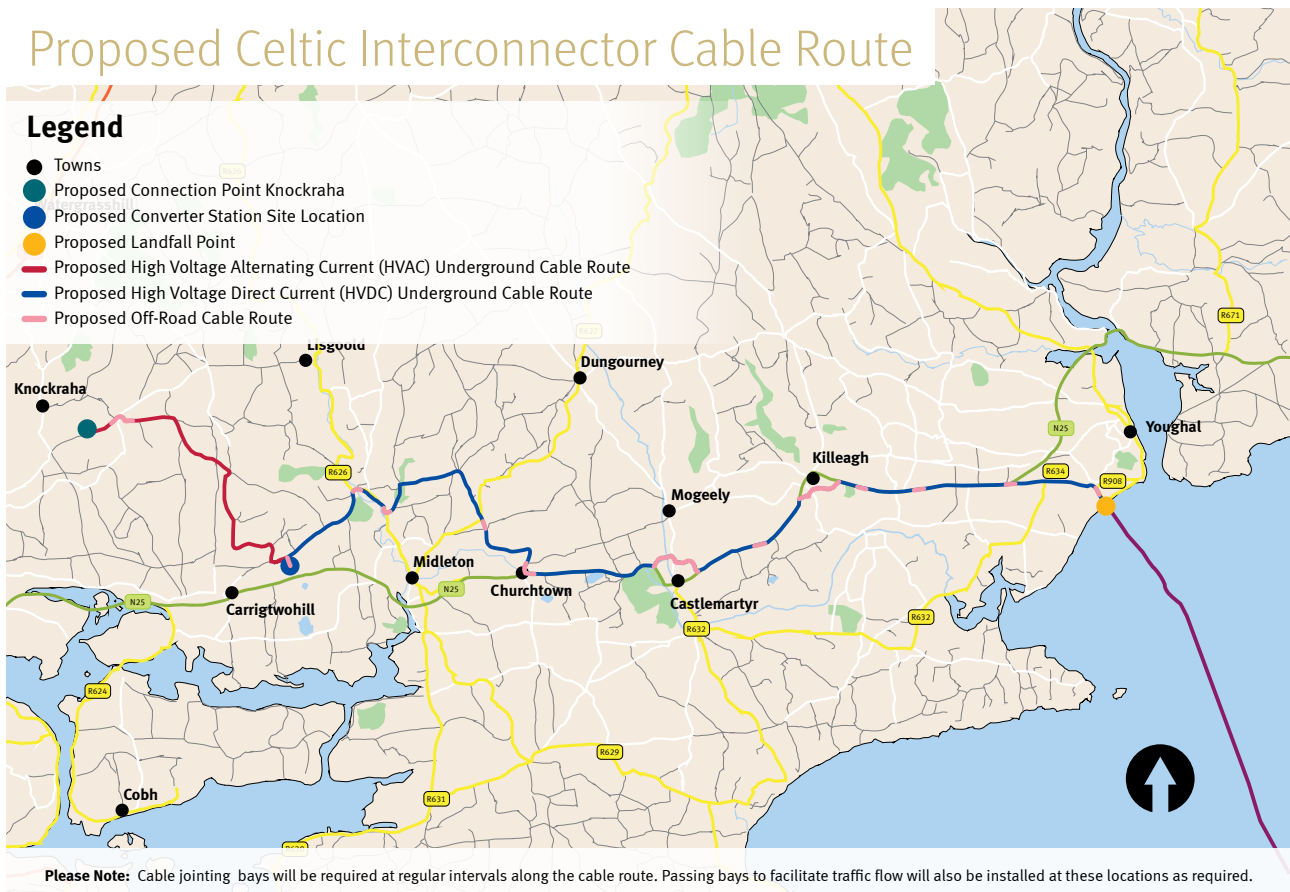 Proposed Celtic Interconnector Cable Route
Legend
Towns
Proposed Connection Point Knockraha
Proposed Converter Station Site Location
Proposed Landfall Point
Proposed High Voltage Alternating Current (HVAC) Underground Cable Route
Proposed High Voltage Direct Current (HVDC) Underground Cable Route
Proposed Off-Road Cable Route
R626
Watergrasshill
R627
R671
Lisgoold
Dungourney
Knockraha
N25
Youghal
R626
Killeagh
R634
R908
Mogeely
Midleton
N25
Churchtown
Castlemartyr
N25
Carrigtwohill
R632
R632
R624
R629
Cobh
R631
Please Note: Cable jointing bays will be required at regular intervals along the cable route. Passing bays to facilitate traffic flow will also be installed at these locations as required.